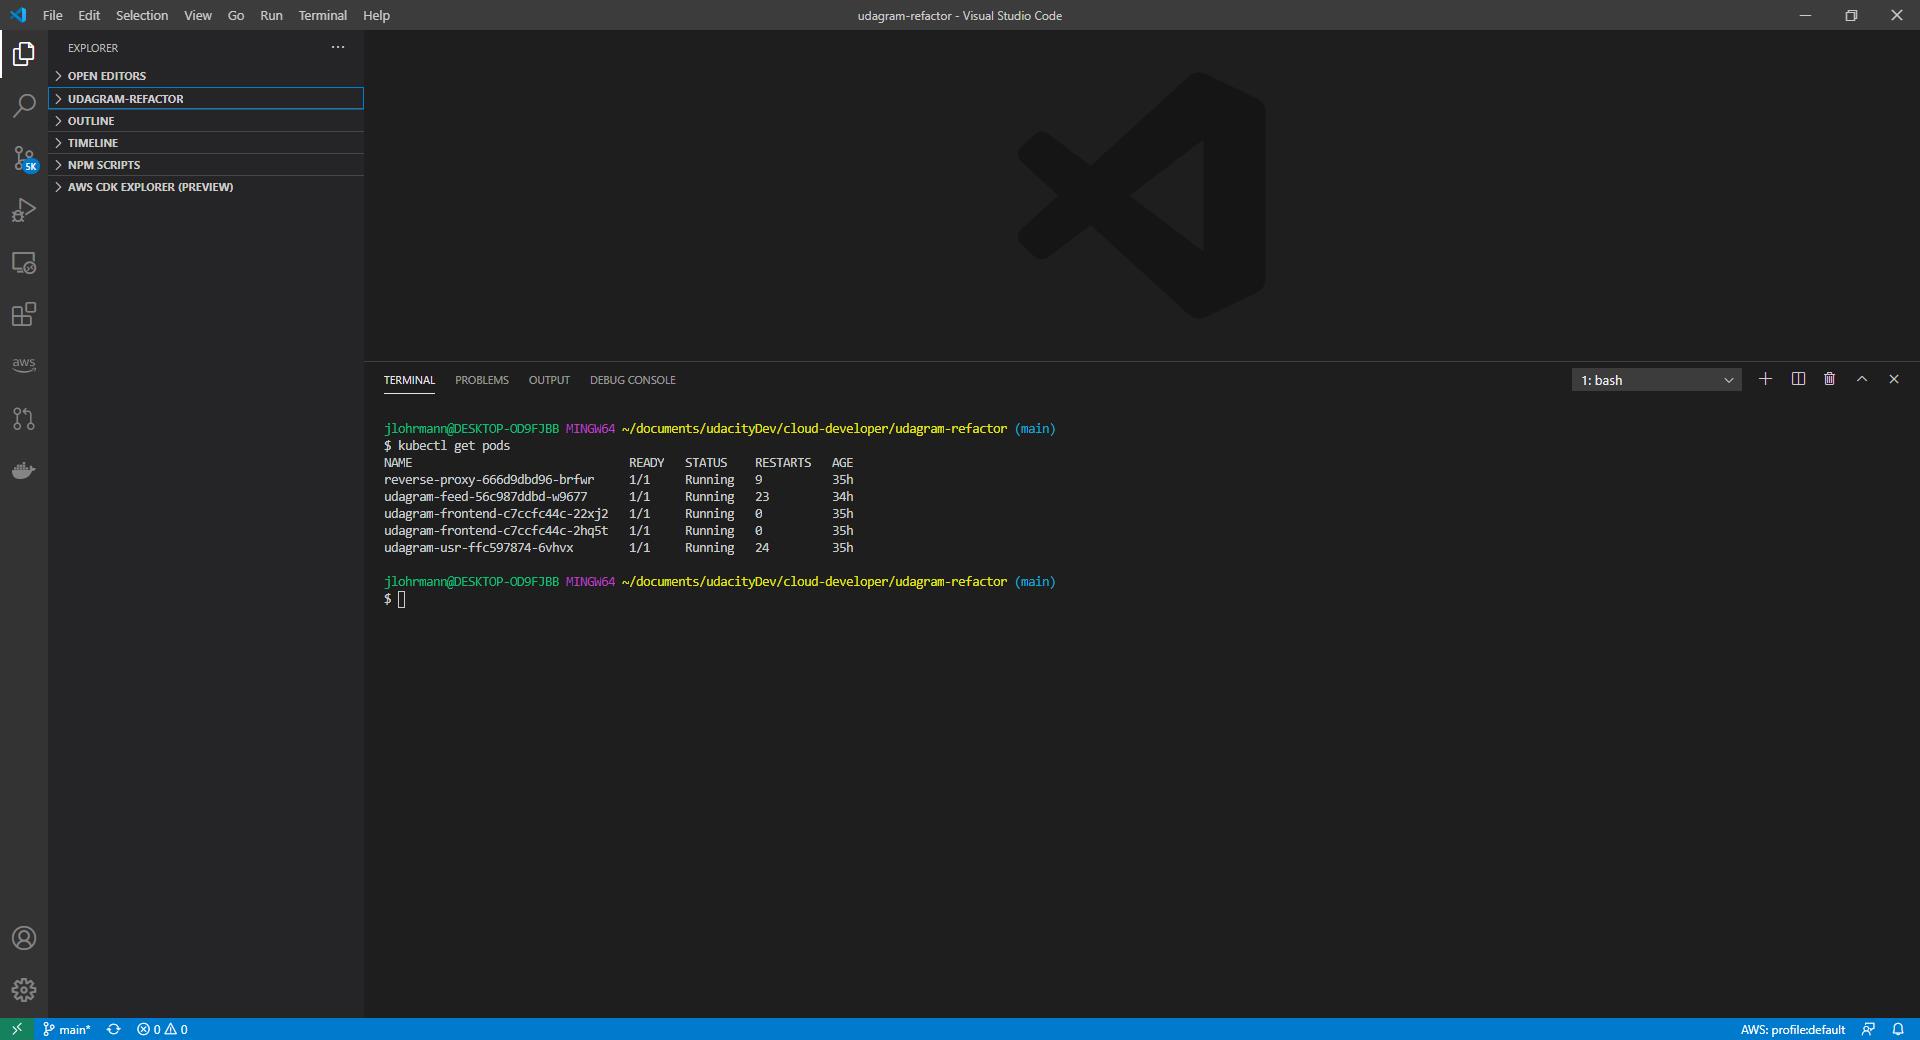 File Edit Selection View Go Run Terminal Help
udagram-refactor - Visual Studio Code
EXPLORER
OPEN EDITORS
UDAGRAM-REFACTOR
OUTLINE
TIMELINE
NPM SCRIPTS
AWS CDK EXPLORER (PREVIEW)
5K
aws
TERMINAL PROBLEMS OUTPUT DEBUG CONSOLE
1: bash
jlohrmann@DESKTOP-OD9FJBB MINGW64 ~/documents/udacityDev/cloud-developer/udagram-refactor (main)
$ kubectl get pods
NAME READY STATUS RESTARTS AGE
reverse-proxy-666d9dbd96-brfwr 1/1 Running 9 35h
udagram-feed-56c987ddbd-w9677 1/1 Running 23 34h
udagram-frontend-c7ccfc44c-22xj2 1/1 Running 0 35h
udagram-frontend-c7ccfc44c-2hq5t 1/1 Running 0 35h
udagram-usr-ffc597874-6vhvx 1/1 Running 24 35h
jlohrmann@DESKTOP-OD9FJBB MINGW64 ~/documents/udacityDev/cloud-developer/udagram-refactor (main)
$
main* 0 0
AWS: profile:default